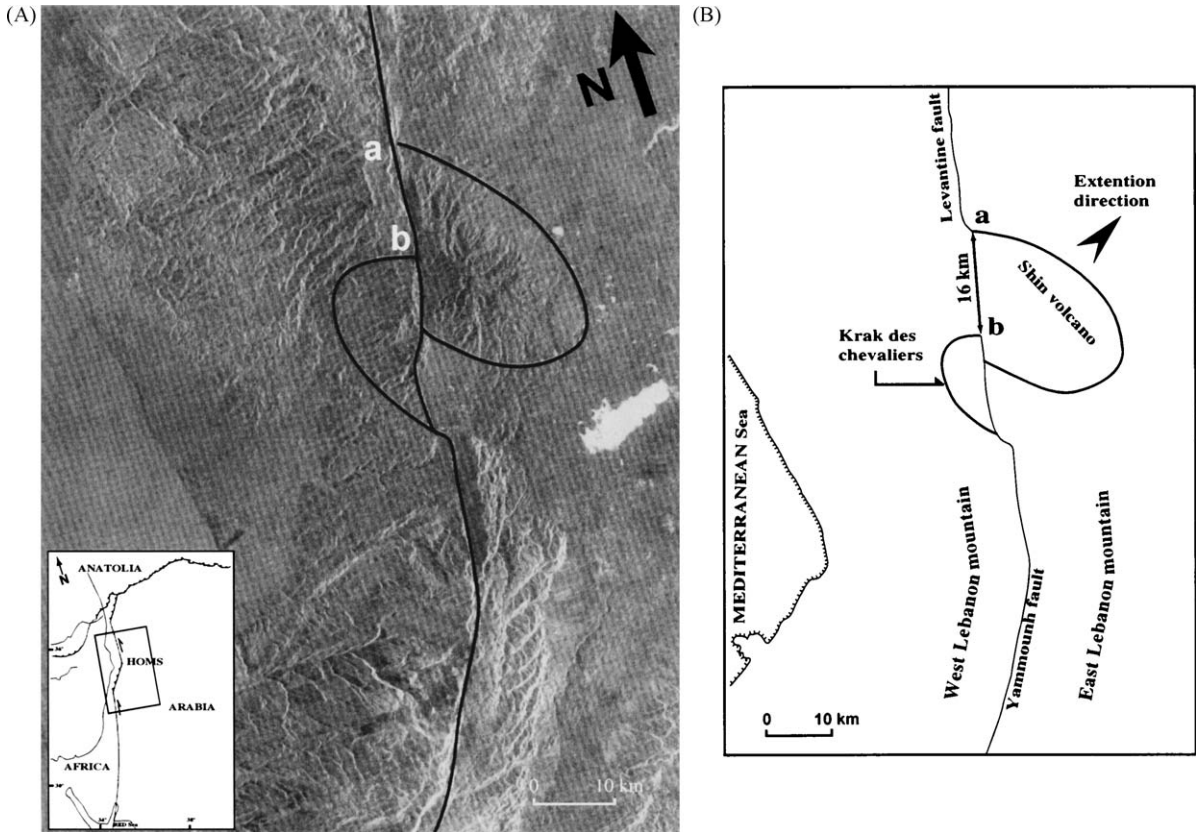 (A)
N
a
b
0 10 km
N
ANATOLIA
36°
HOMS
ARABIA
AFRICA
RED Sea
(B)
Levantine fault
Extention
direction
a
16 km
Shin volcano
b
Krak des
chevaliers
MEDITERRANEAN Sea
West Lebanon mountain
Yammounh fault
East Lebanon mountain
0 10 km